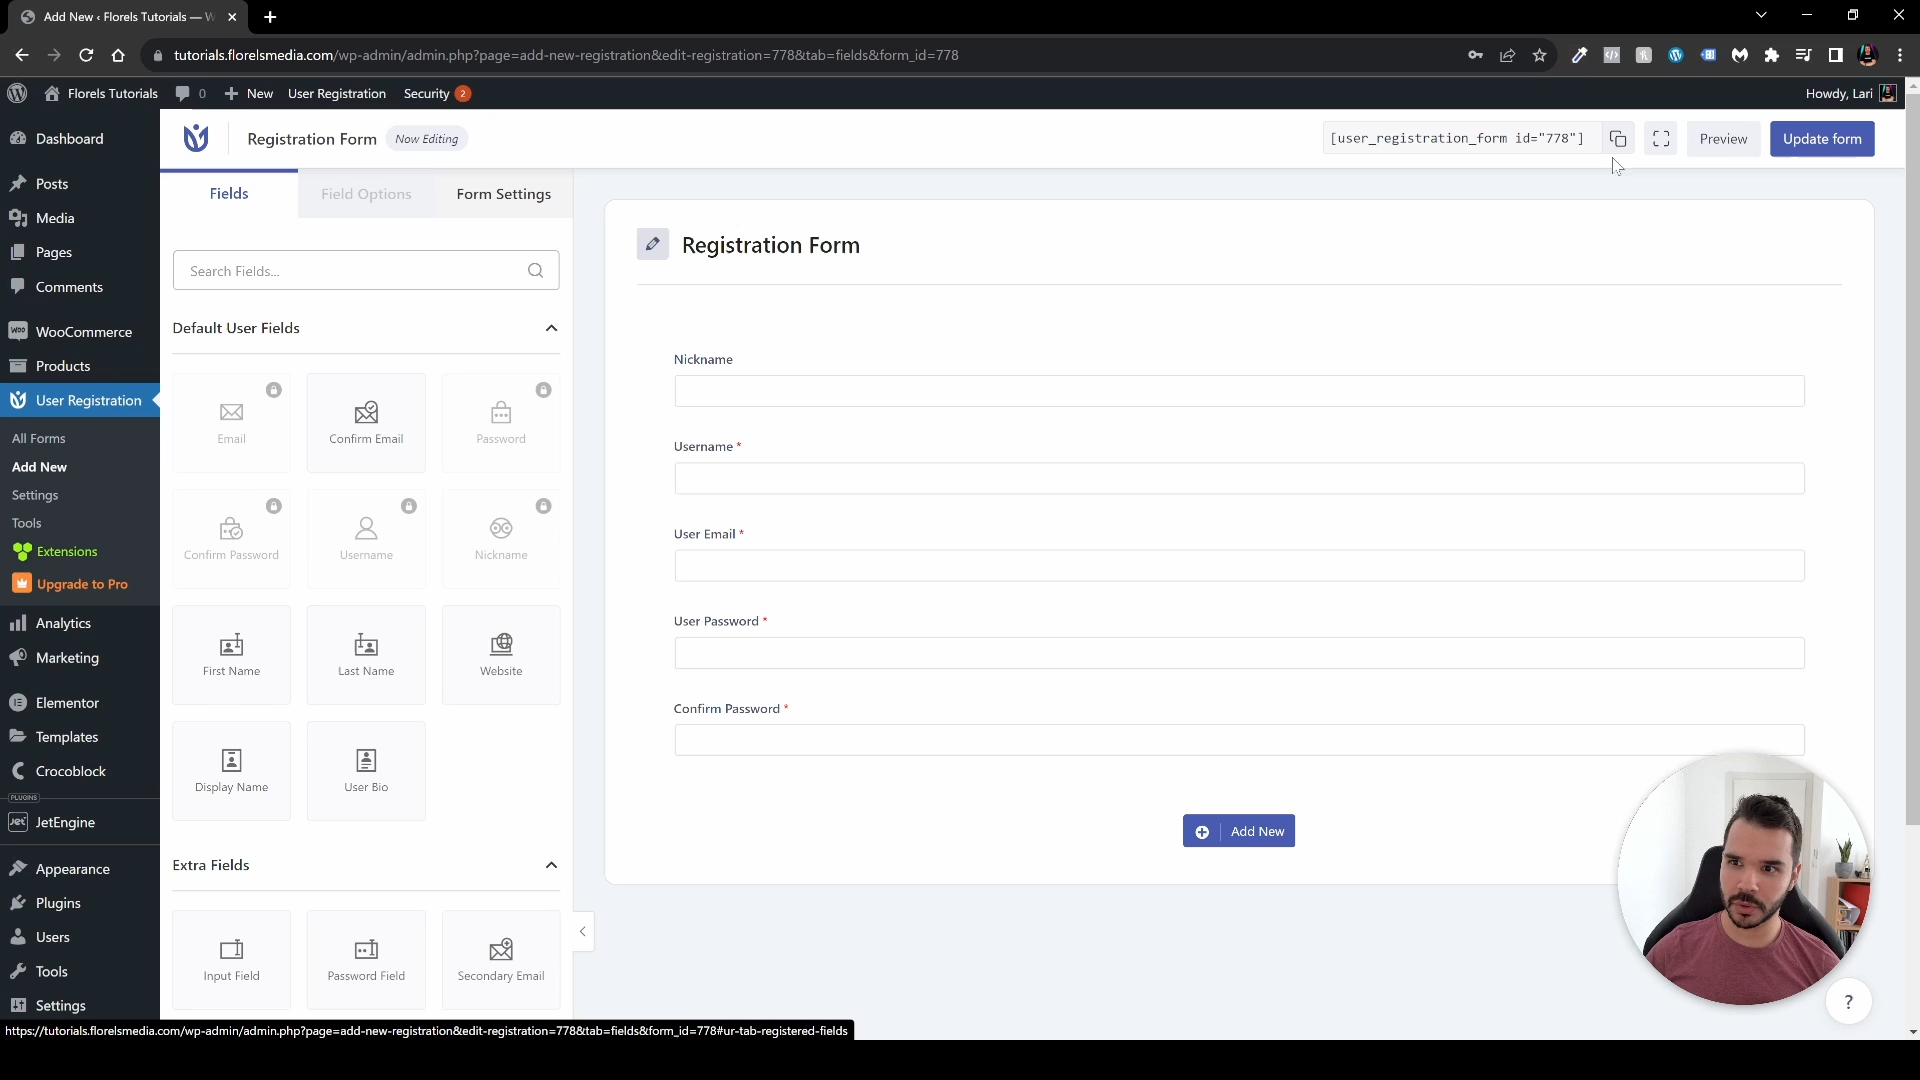 Add New ‹ Florels Tutorials — W
tutorials.florelsmedia.com/wp-admin/admin.php?page=add-new-registration&edit-registration=778&tab=fields&form_id=778
Florels Tutorials
0
New
User Registration
Security 2
Howdy, Lari
Dashboard
Posts
Media
Pages
Comments
WooCommerce
Products
User Registration
All Forms
Add New
Settings
Tools
Extensions
Upgrade to Pro
Analytics
Marketing
Elementor
Templates
Crocoblock
PLUGINS
Jet JetEngine
Appearance
Plugins
Users
Tools
Settings
Registration Form
Now Editing
[user_registration_form id="778"]
Preview
Update form
Fields
Field Options
Form Settings
Search Fields...
Default User Fields
Email
Confirm Email
Password
Confirm Password
Username
Nickname
First Name
Last Name
Website
Display Name
User Bio
Extra Fields
Input Field
Password Field
Secondary Email
Registration Form
Nickname
Username *
User Email *
User Password *
Confirm Password *
Add New
?
https://tutorials.florelsmedia.com/wp-admin/admin.php?page=add-new-registration&edit-registration=778&tab=fields&form_id=778#ur-tab-registered-fields